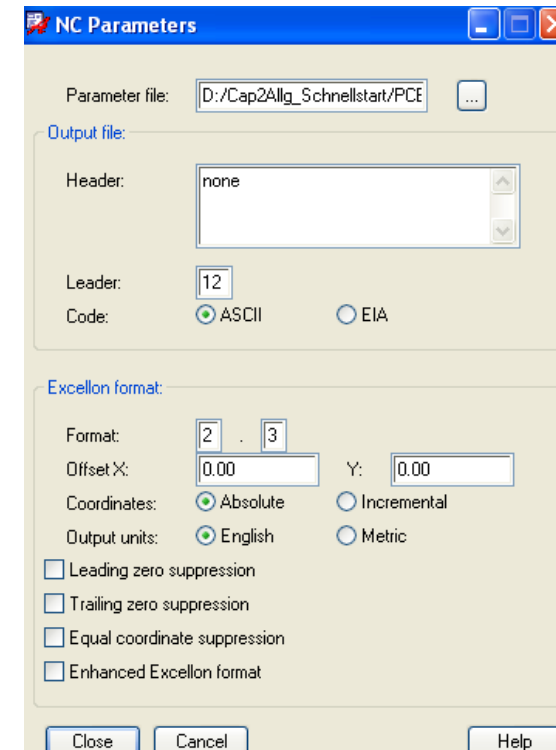 NC Parameters
Parameter file: D:/Cap2Allg_Schnellstart/PCE ...
Output file:
Header: none
Leader: 12
Code: ASCII EIA
Excellon format:
Format: 2 . 3
Offset X: 0.00 Y: 0.00
Coordinates: Absolute Incremental
Output units: English Metric
Leading zero suppression
Trailing zero suppression
Equal coordinate suppression
Enhanced Excellon format
Close Cancel Help